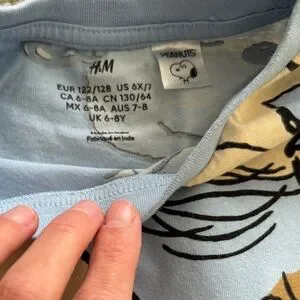 H&M
PEANUTS
EUR 122/128 US 6X/7
CA 6-8A CN 130/64
MX 6-8A AUS 7-8
UK 6-8Y
Fabriqué en Inde